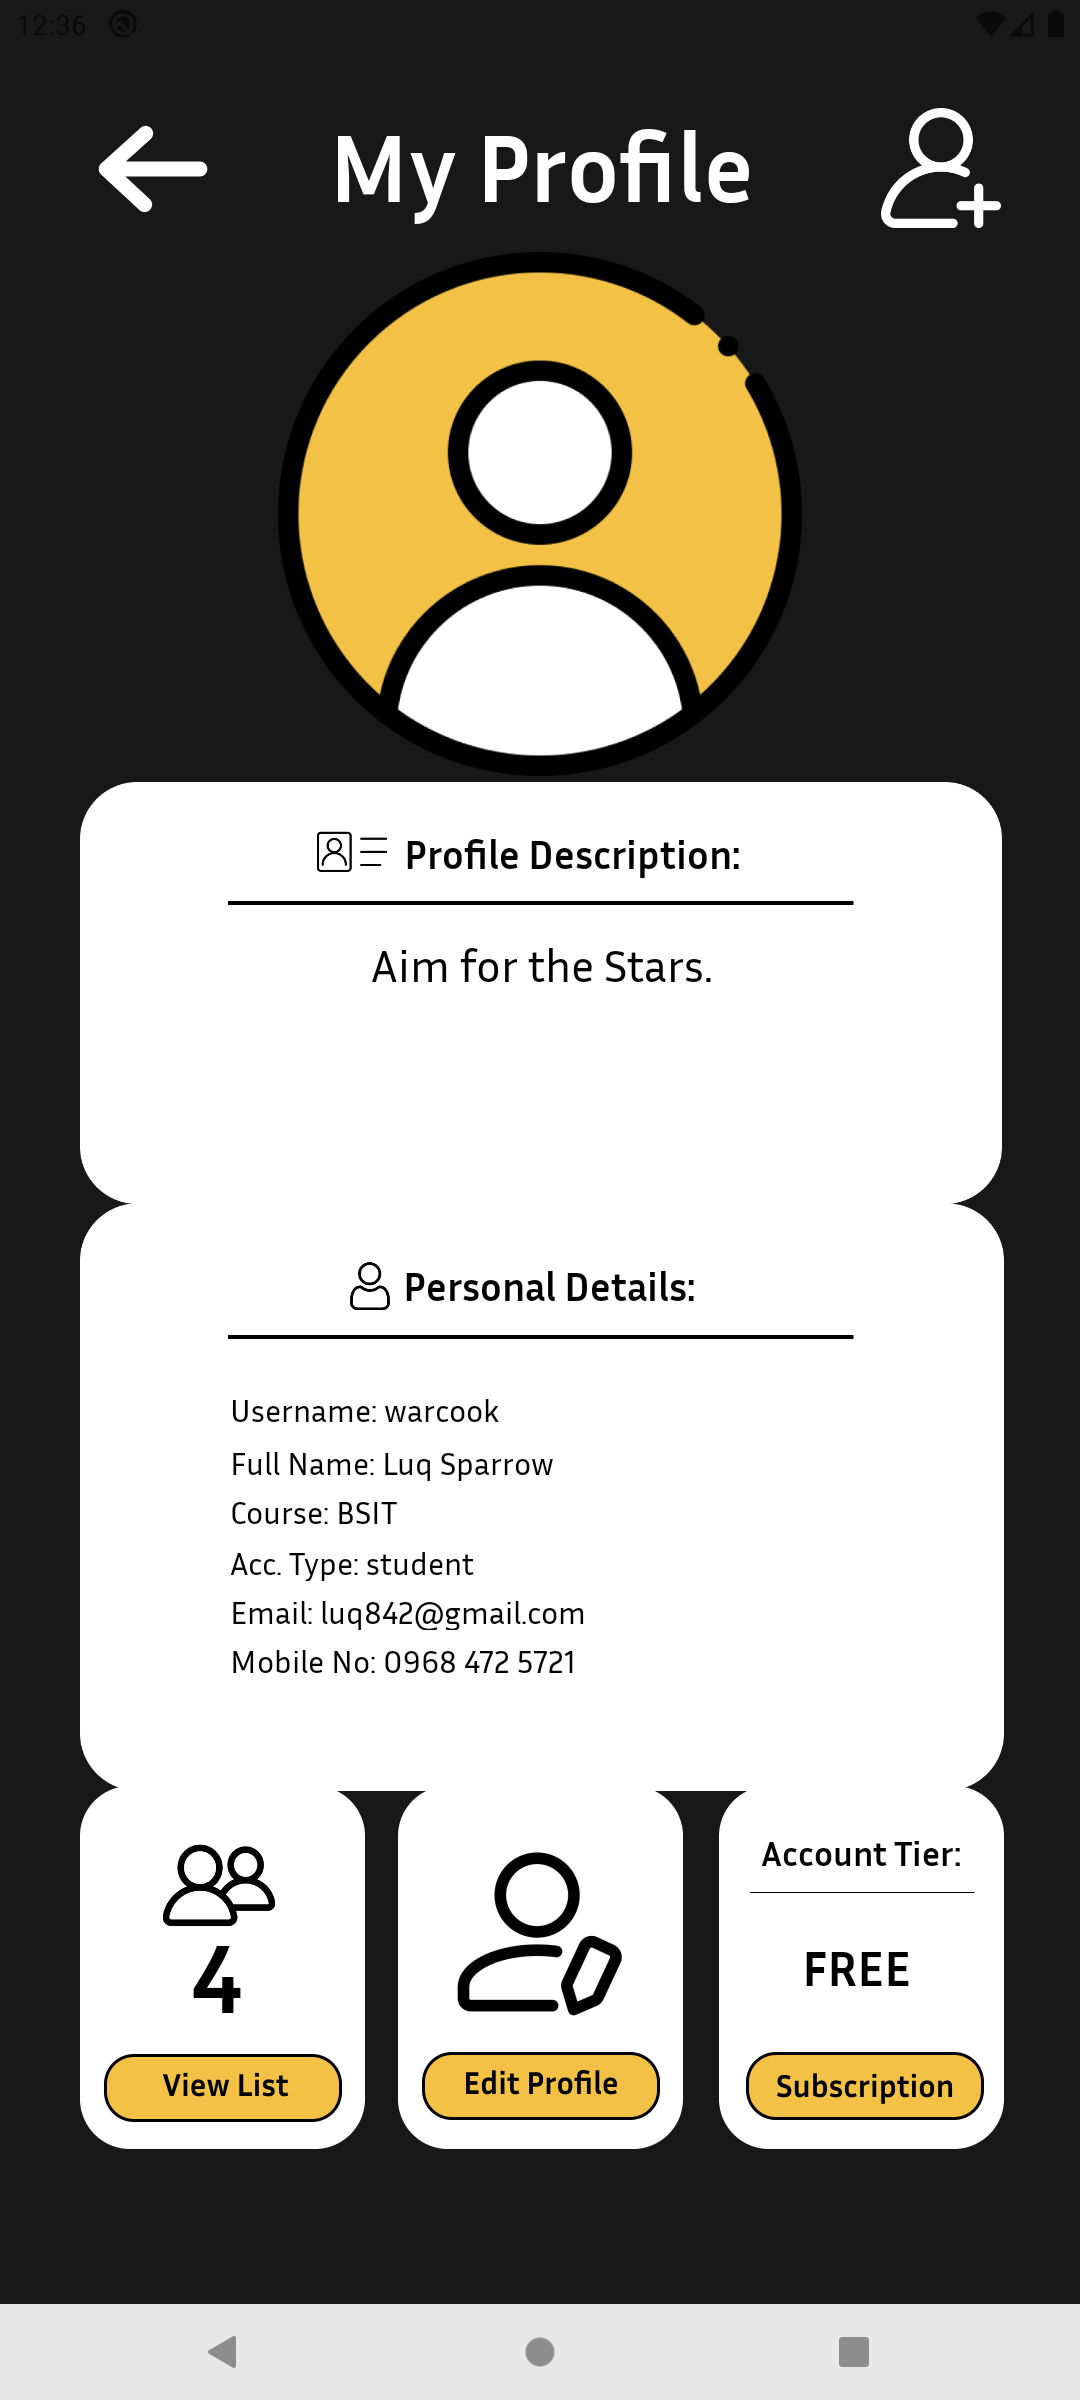 12:36
My Profile
Profile Description:
Aim for the Stars.
Personal Details:
Username: warcook
Full Name: Luq Sparrow
Course: BSIT
Acc. Type: student
Email: luq842@gmail.com
Mobile No: 0968 472 5721
4
View List
Edit Profile
Account Tier:
FREE
Subscription